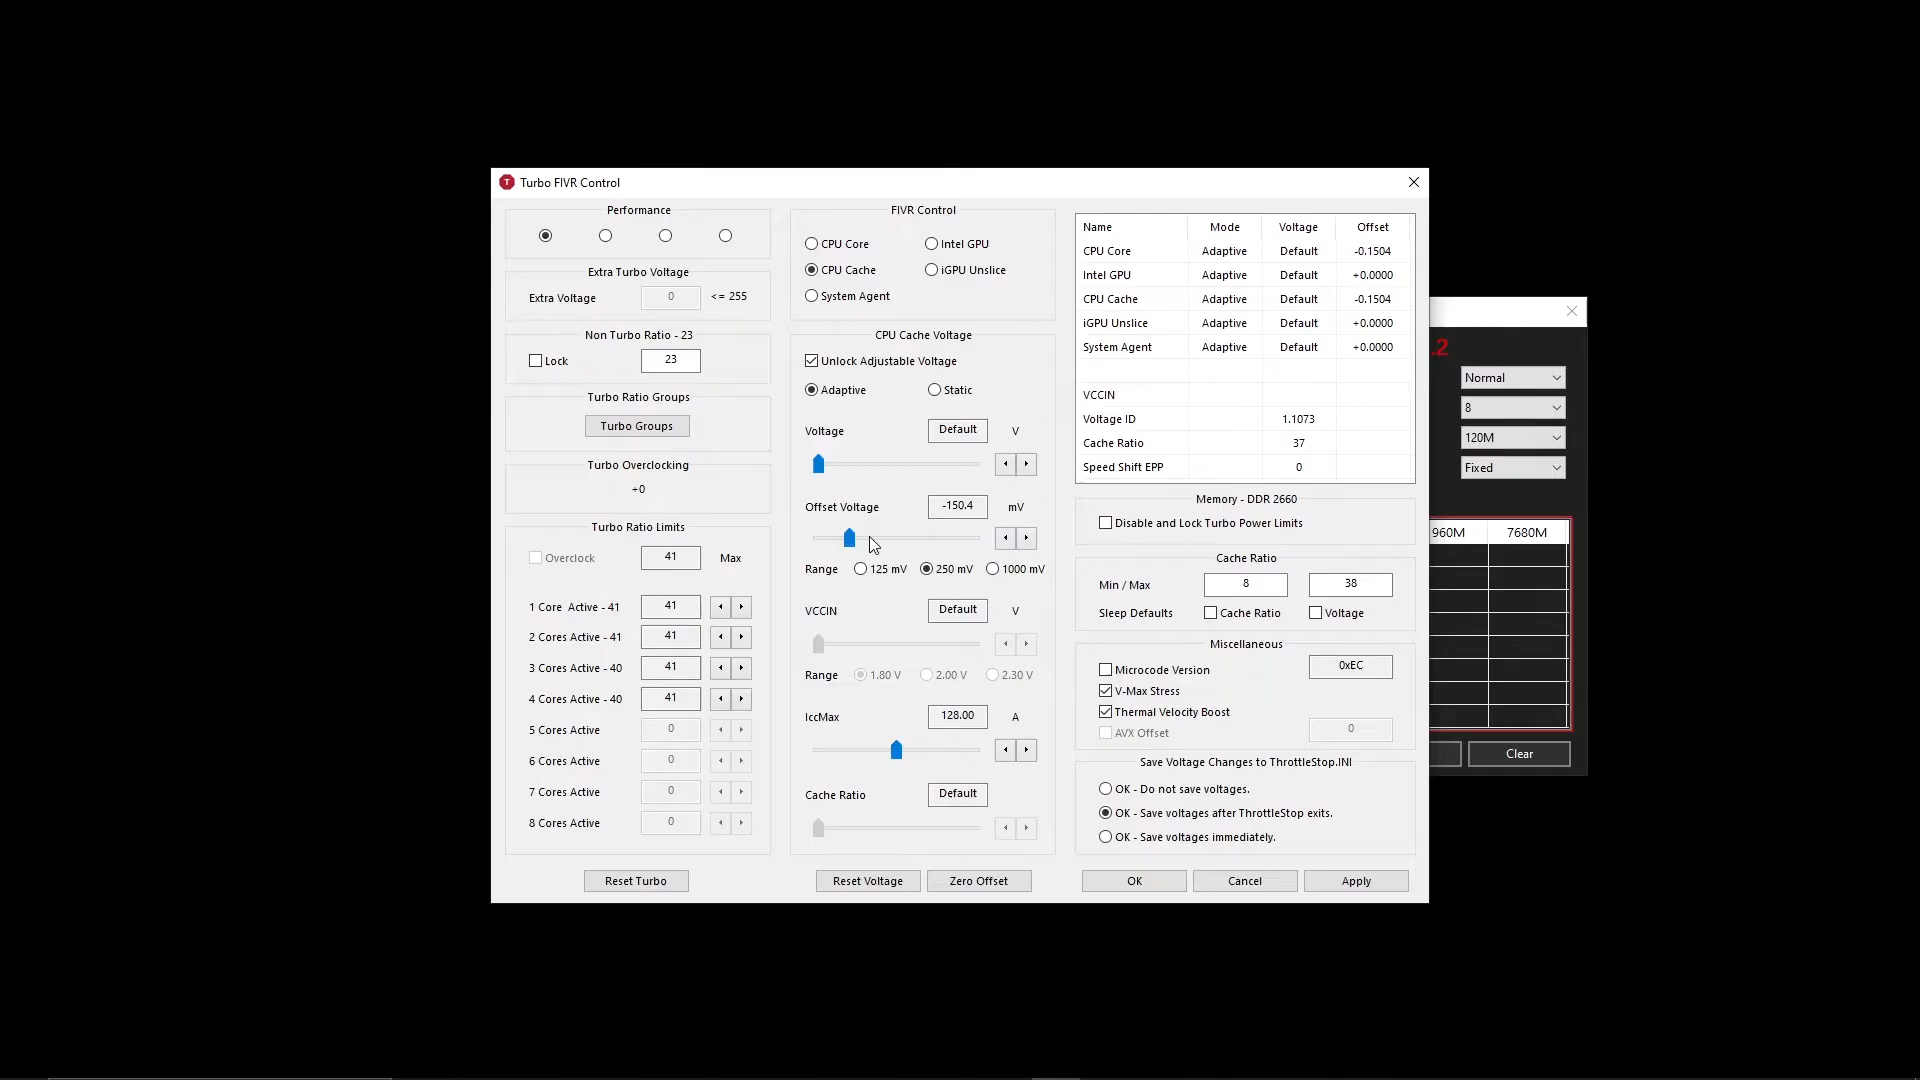 Turbo FIVR Control
Performance
Extra Turbo Voltage
Extra Voltage 0 <= 255
Non Turbo Ratio - 23
Lock 23
Turbo Ratio Groups
Turbo Groups
Turbo Overclocking
+0
Turbo Ratio Limits
Overclock 41 Max
1 Core Active - 41 41
2 Cores Active - 41 41
3 Cores Active - 40 41
4 Cores Active - 40 41
5 Cores Active 0
6 Cores Active 0
7 Cores Active 0
8 Cores Active 0
Reset Turbo
FIVR Control
CPU Core Intel GPU
CPU Cache iGPU Unslice
System Agent
CPU Cache Voltage
Unlock Adjustable Voltage
Adaptive Static
Voltage Default V
Offset Voltage -150.4 mV
Range 125 mV 250 mV 1000 mV
VCCIN Default V
Range 1.80 V 2.00 V 2.30 V
IccMax 128.00 A
Cache Ratio Default
Reset Voltage Zero Offset
Name Mode Voltage Offset
CPU Core Adaptive Default -0.1504
Intel GPU Adaptive Default +0.0000
CPU Cache Adaptive Default -0.1504
iGPU Unslice Adaptive Default +0.0000
System Agent Adaptive Default +0.0000
VCCIN
Voltage ID 1.1073
Cache Ratio 37
Speed Shift EPP 0
Memory - DDR 2660
Disable and Lock Turbo Power Limits
Cache Ratio
Min / Max 8 38
Sleep Defaults Cache Ratio Voltage
Miscellaneous
Microcode Version 0xEC
V-Max Stress
Thermal Velocity Boost
AVX Offset 0
Save Voltage Changes to ThrottleStop.INI
OK - Do not save voltages.
OK - Save voltages after ThrottleStop exits.
OK - Save voltages immediately.
OK Cancel Apply
.2
Normal
8
120M
Fixed
960M 7680M
Clear